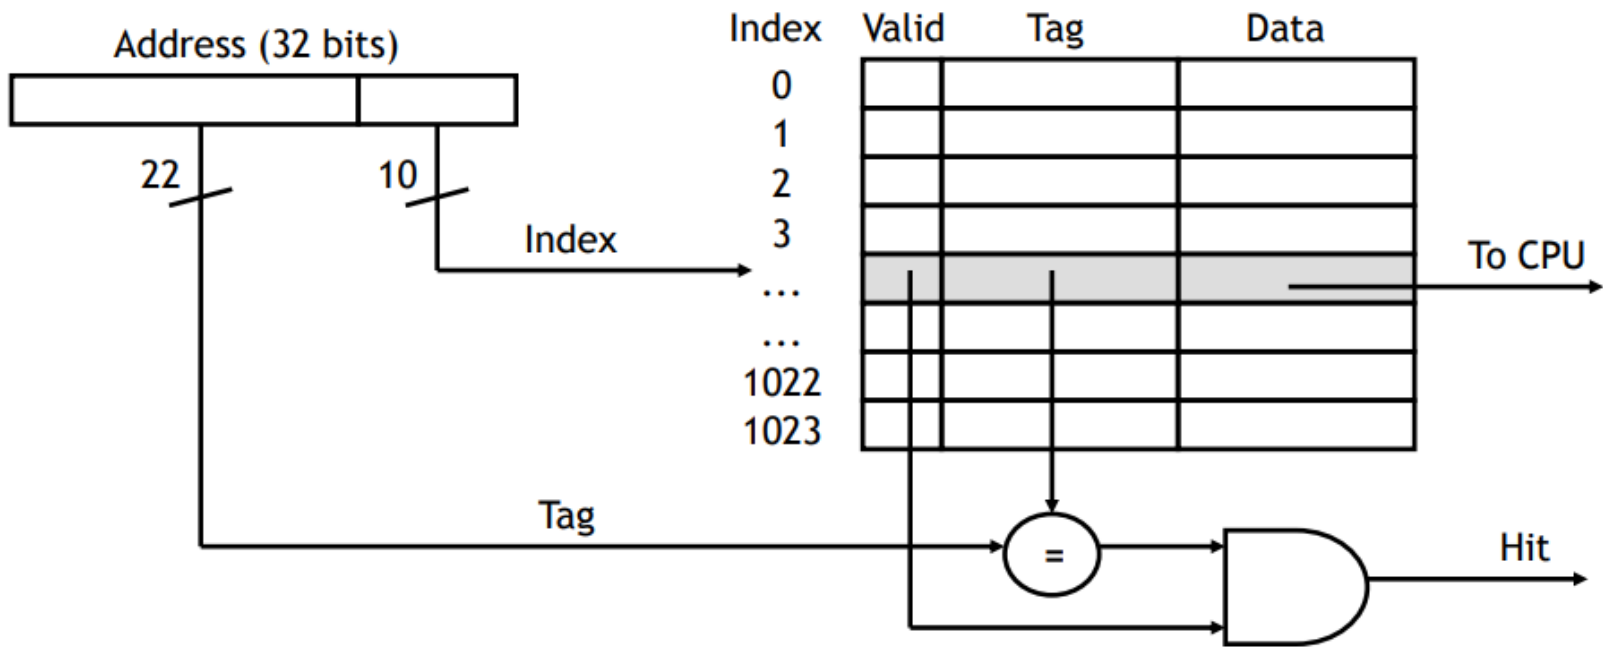 Address (32 bits)
Index Valid Tag Data
0
1
2
3
...
...
1022
1023
22
10
Index
To CPU
Tag
=
Hit